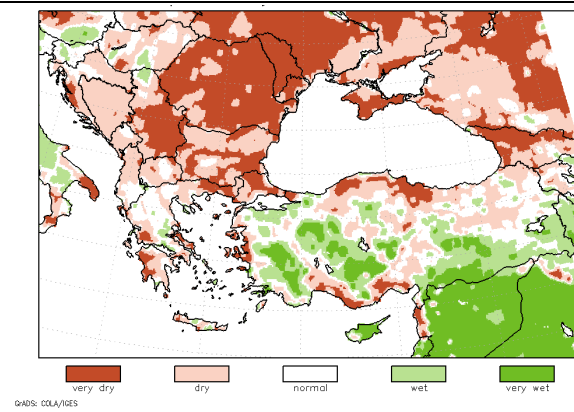 very dry
dry
normal
wet
very wet
GrADS: COLA/IGES